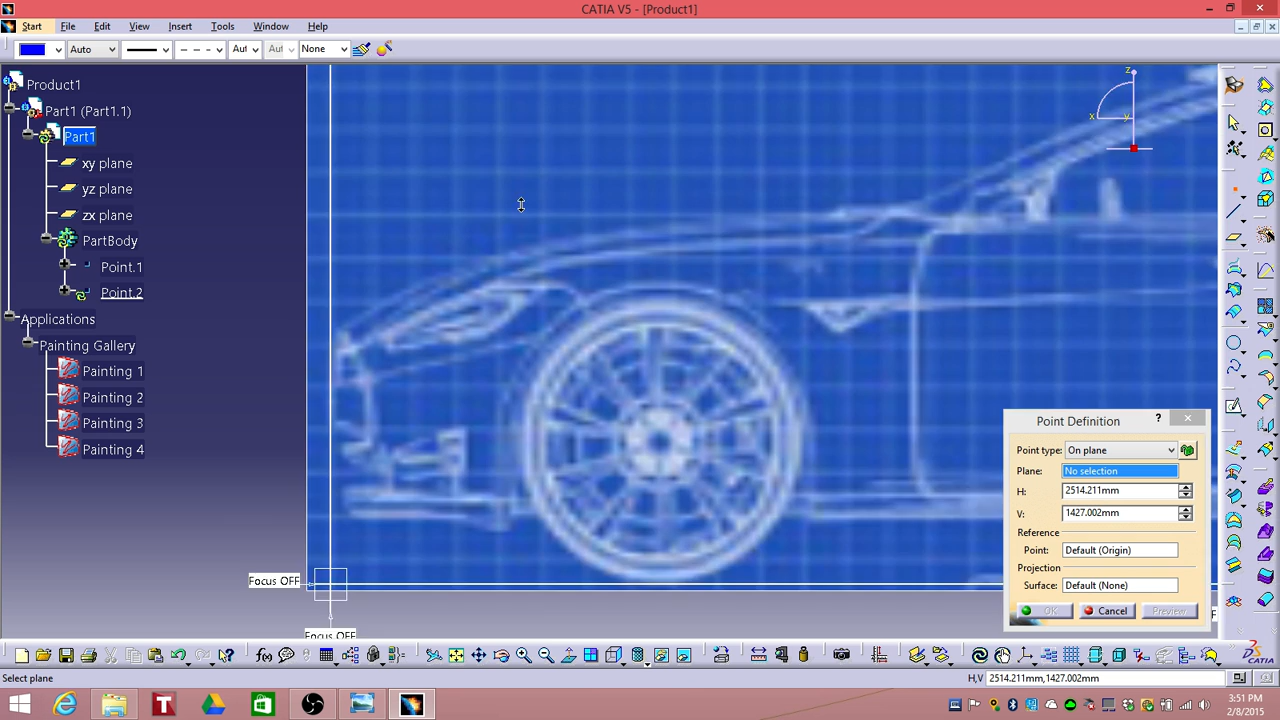 CATIA V5 - [Product1]
Start File Edit View Insert Tools Window Help
Auto Aut Aut None
Product1
Part1 (Part1.1)
Part1
xy plane
yz plane
zx plane
PartBody
Point.1
Point.2
Applications
Painting Gallery
Painting 1
Painting 2
Painting 3
Painting 4
z
x y
Focus OFF
Focus OFF
Point Definition ?
Point type: On plane
Plane: No selection
H: 2514.211mm
V: 1427.002mm
Reference
Point: Default (Origin)
Projection
Surface: Default (None)
OK Cancel Preview
Select plane
H,V 2514.211mm,1427.002mm
3:51 PM
2/8/2015